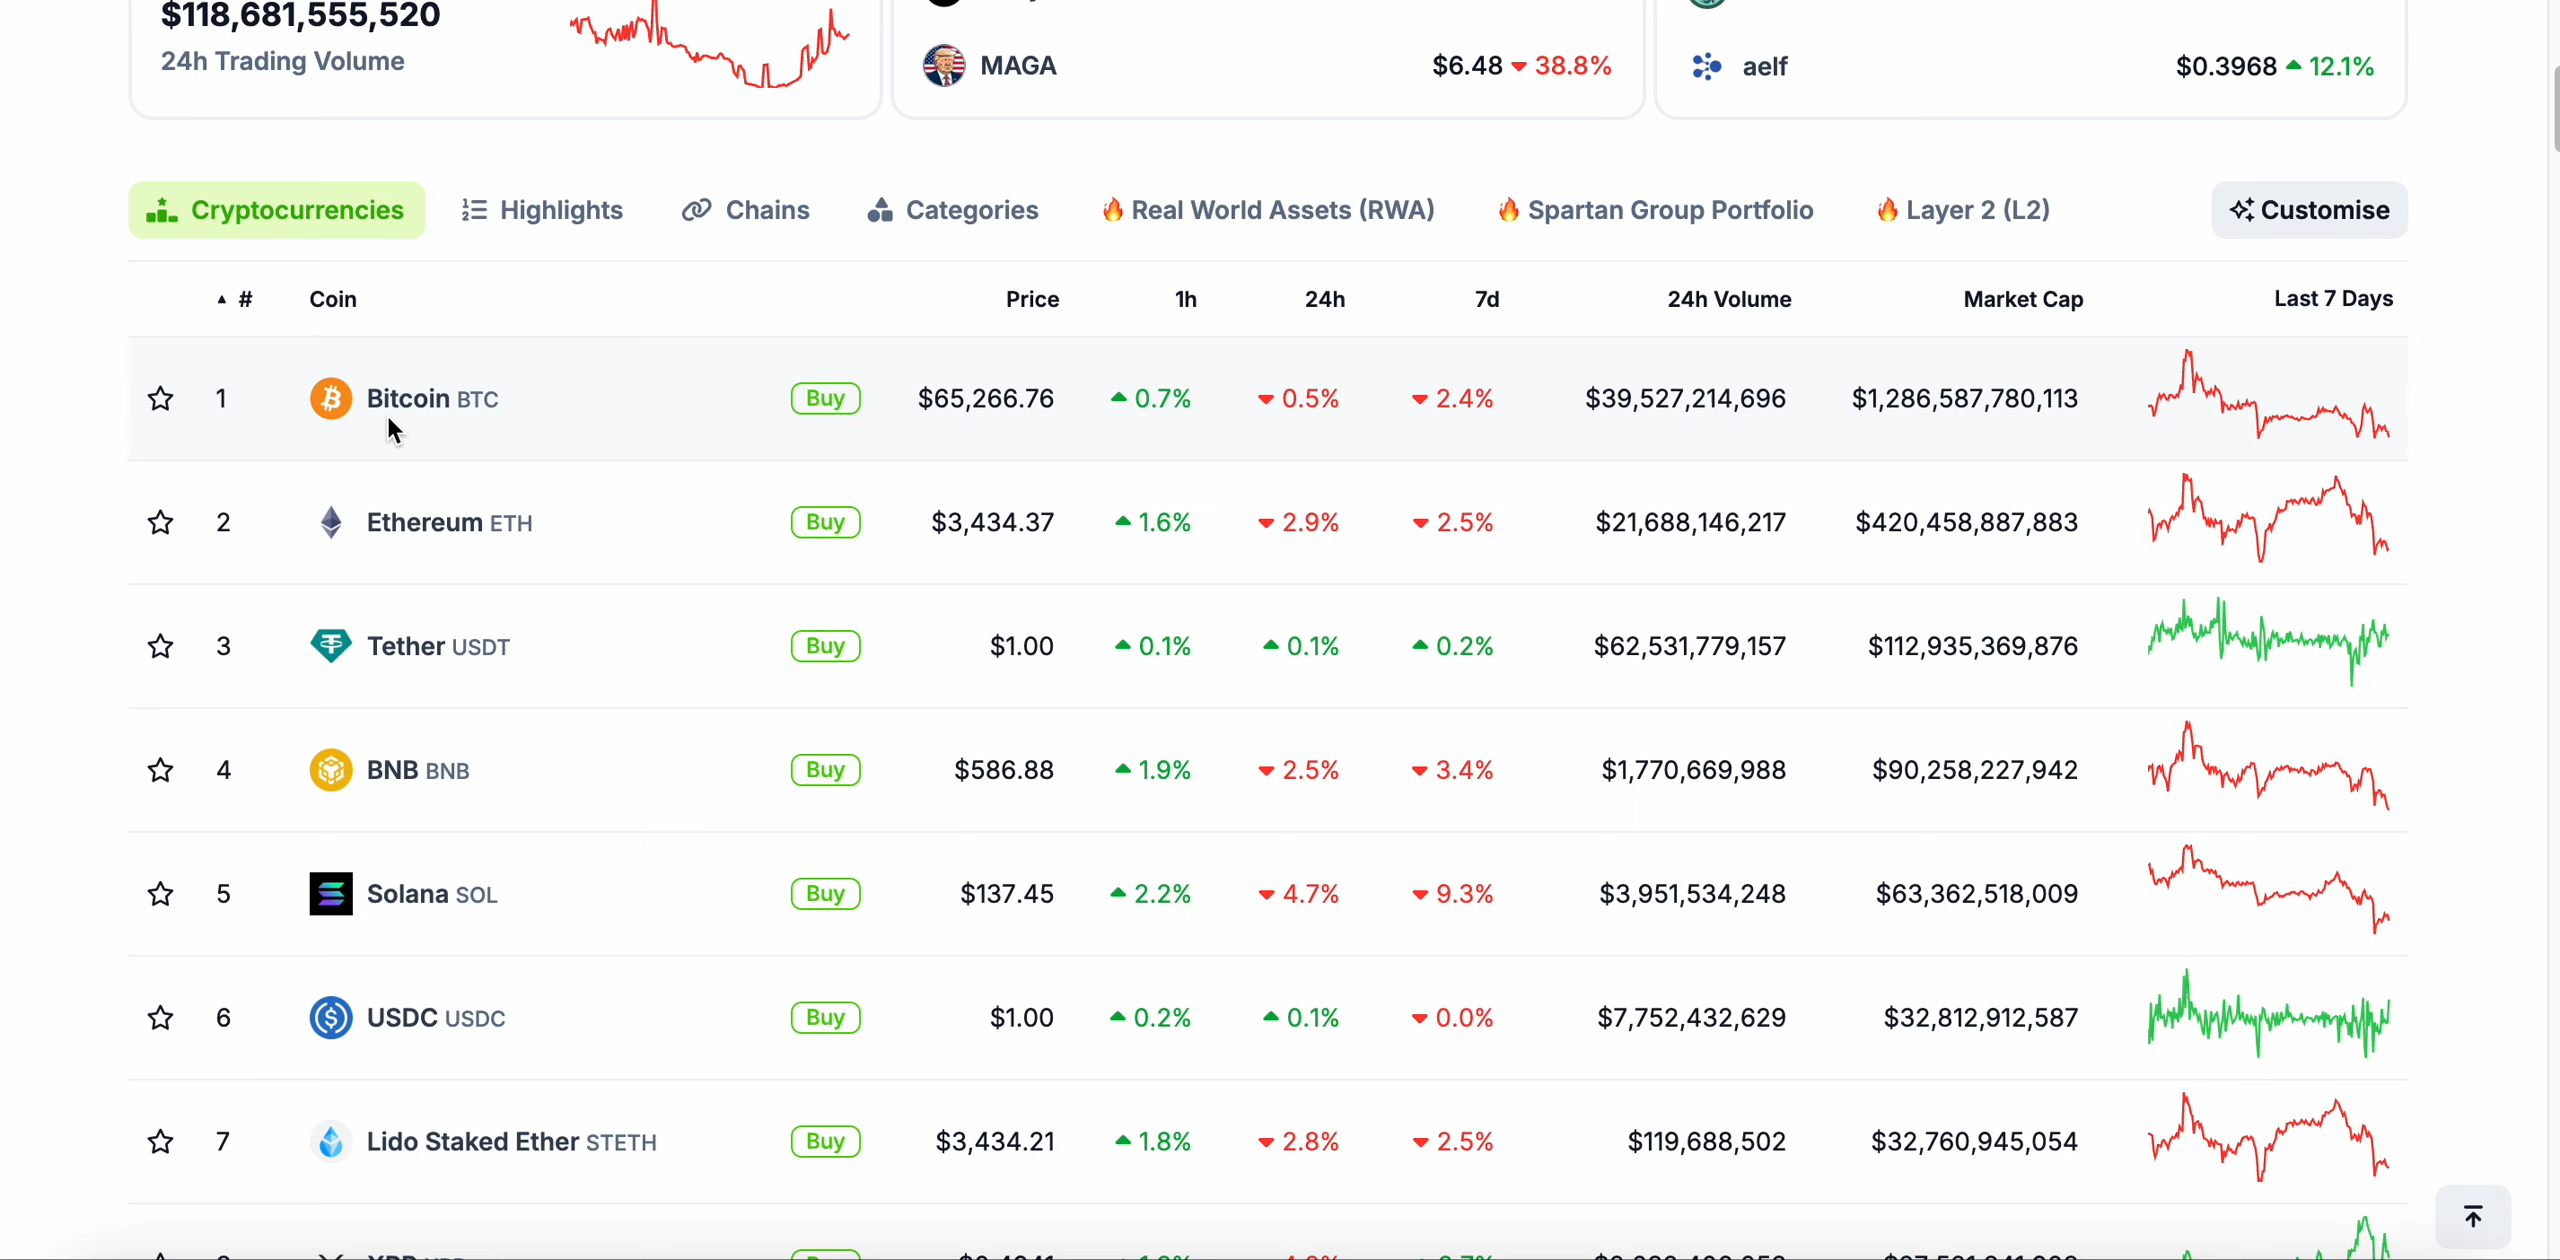 $118,681,555,520
24h Trading Volume
MAGA $6.48 38.8%
aelf $0.3968 12.1%
Cryptocurrencies Highlights Chains Categories Real World Assets (RWA) Spartan Group Portfolio Layer 2 (L2) Customise
# Coin Price 1h 24h 7d 24h Volume Market Cap Last 7 Days
1 Bitcoin BTC Buy $65,266.76 0.7% 0.5% 2.4% $39,527,214,696 $1,286,587,780,113
2 Ethereum ETH Buy $3,434.37 1.6% 2.9% 2.5% $21,688,146,217 $420,458,887,883
3 Tether USDT Buy $1.00 0.1% 0.1% 0.2% $62,531,779,157 $112,935,369,876
4 BNB BNB Buy $586.88 1.9% 2.5% 3.4% $1,770,669,988 $90,258,227,942
5 Solana SOL Buy $137.45 2.2% 4.7% 9.3% $3,951,534,248 $63,362,518,009
6 USDC USDC Buy $1.00 0.2% 0.1% 0.0% $7,752,432,629 $32,812,912,587
7 Lido Staked Ether STETH Buy $3,434.21 1.8% 2.8% 2.5% $119,688,502 $32,760,945,054